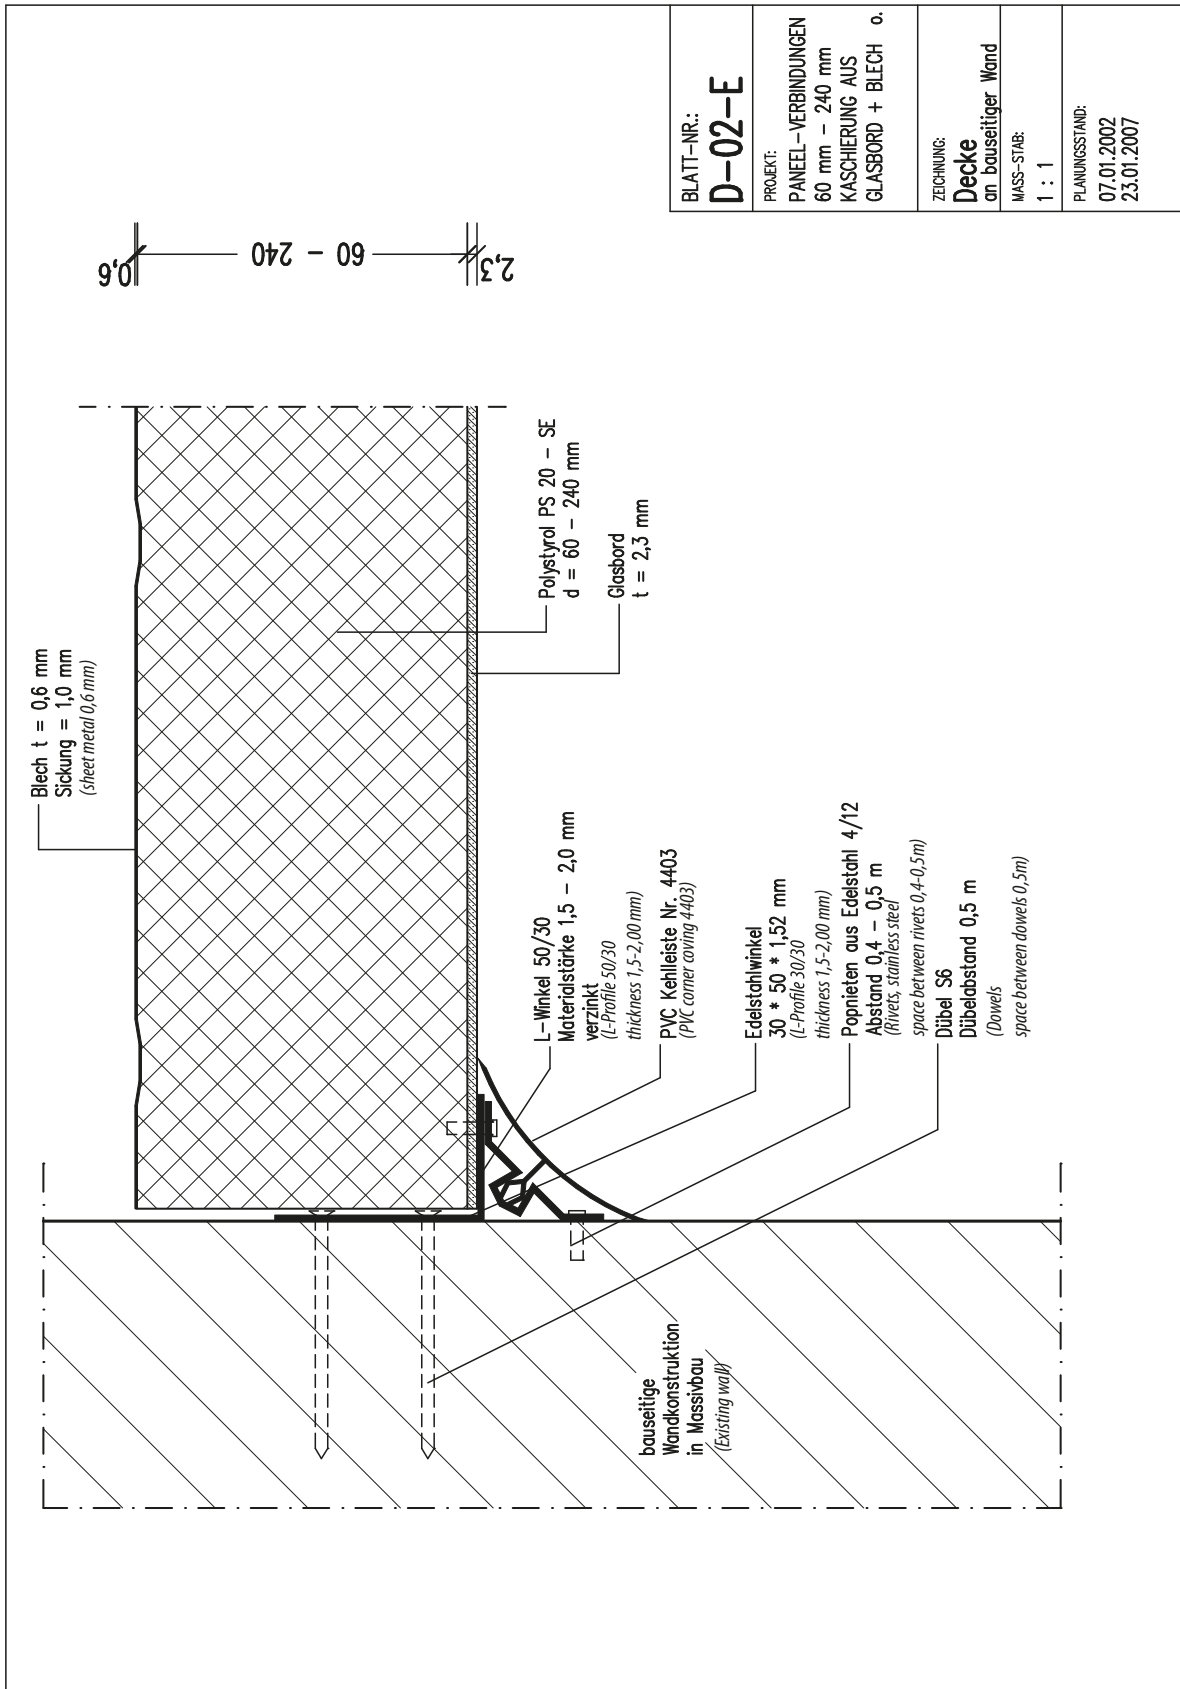 Blech t = 0,6 mm
Sickung = 1,0 mm
(sheet metal 0,6 mm)
0,6
60 - 240
2,3
Polystyrol PS 20 - SE
d = 60 - 240 mm
Glasbord
t = 2,3 mm
L-Winkel 50/30
Materialstärke 1,5 - 2,0 mm
verzinkt
(L-Profile 50/30
thickness 1,5-2,00 mm)
PVC Kehlleiste Nr. 4403
(PVC corner coving 4403)
Edelstahlwinkel
30 * 50 * 1,52 mm
(L-Profile 30/30
thickness 1,5-2,00 mm)
Popnieten aus Edelstahl 4/12
Abstand 0,4 - 0,5 m
(Rivets, stainless steel
space between rivets 0,4-0,5m)
Dübel S6
Dübelabstand 0,5 m
(Dowels
space between dowels 0,5m)
bauseitige
Wandkonstruktion
in Massivbau
(Existing wall)
BLATT-NR.:
D-02-E
PROJEKT:
PANEEL-VERBINDUNGEN
60 mm - 240 mm
KASCHIERUNG AUS
GLASBORD + BLECH o.
ZEICHNUNG:
Decke
an bauseitiger Wand
MASS-STAB:
1 : 1
PLANUNGSSTAND:
07.01.2002
23.01.2007